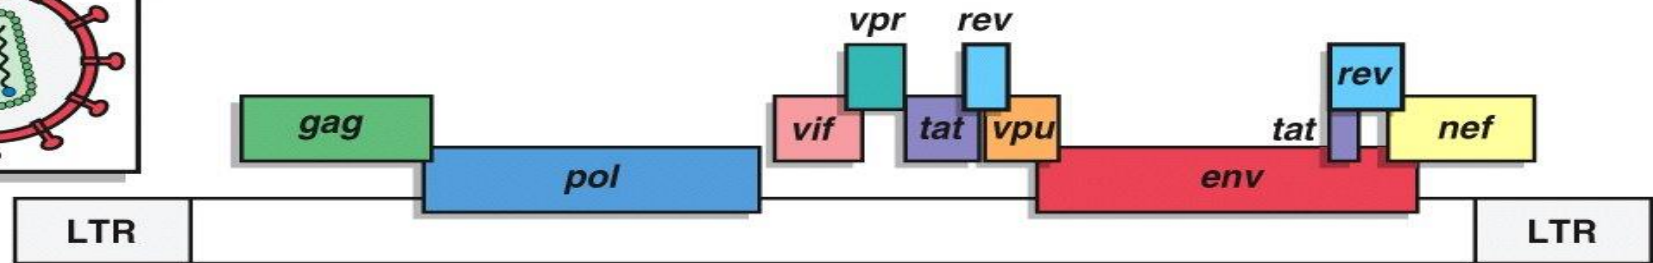 vpr rev
rev
gag vif tat vpu tat nef
pol env
LTR LTR